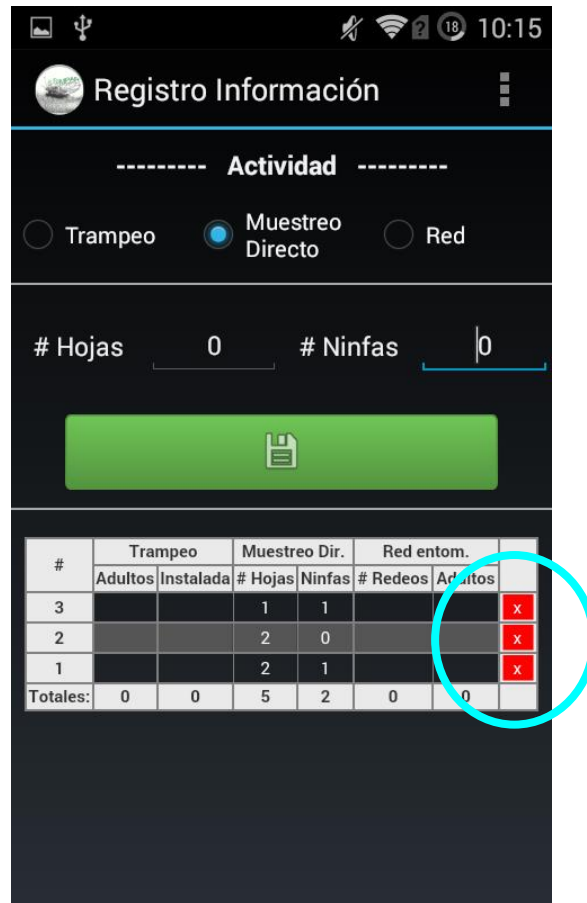 18 10:15
Registro Información
--------- Actividad ---------
Trampeo Muestreo Directo Red
# Hojas 0 # Ninfas 0
# Trampeo Muestreo Dir. Red entom.
Adultos Instalada # Hojas Ninfas # Redeos Adultos
3 1 1 x
2 2 0 x
1 2 1 x
Totales: 0 0 5 2 0 0